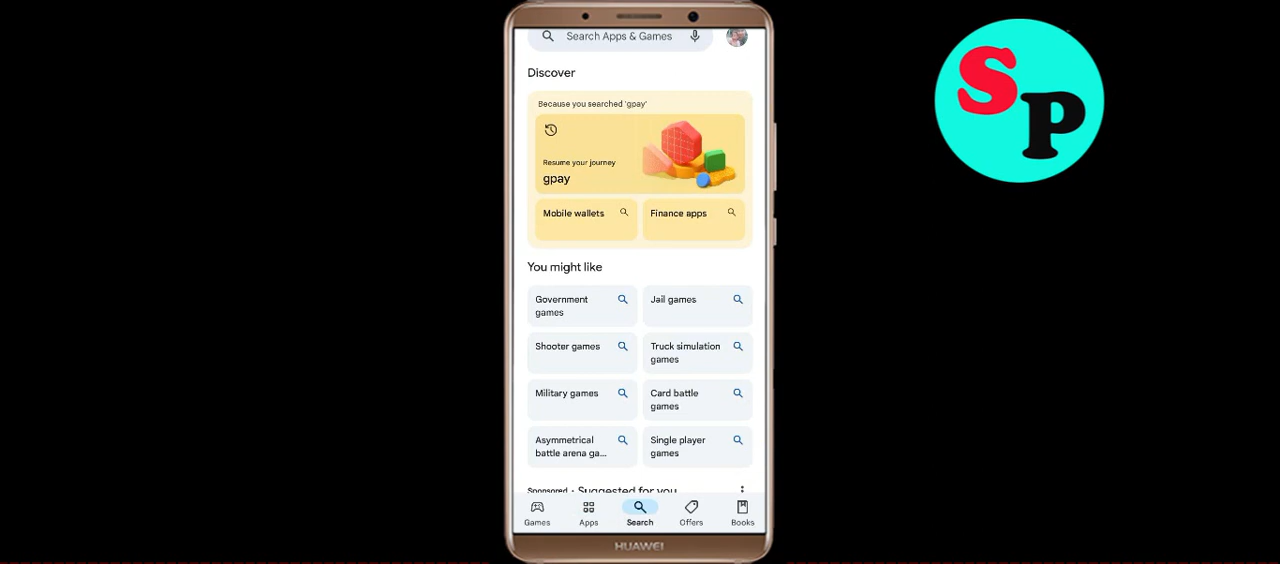 Search Apps & Games
Discover
Because you searched 'gpay'
Resume your journey
gpay
Mobile wallets
Finance apps
You might like
Government
games
Jail games
Shooter games
Truck simulation
games
Military games
Card battle
games
Asymmetrical
battle arena ga...
Single player
games
Sponsored · Suggested for you
Games
Apps
Search
Offers
Books
HUAWEI
SP